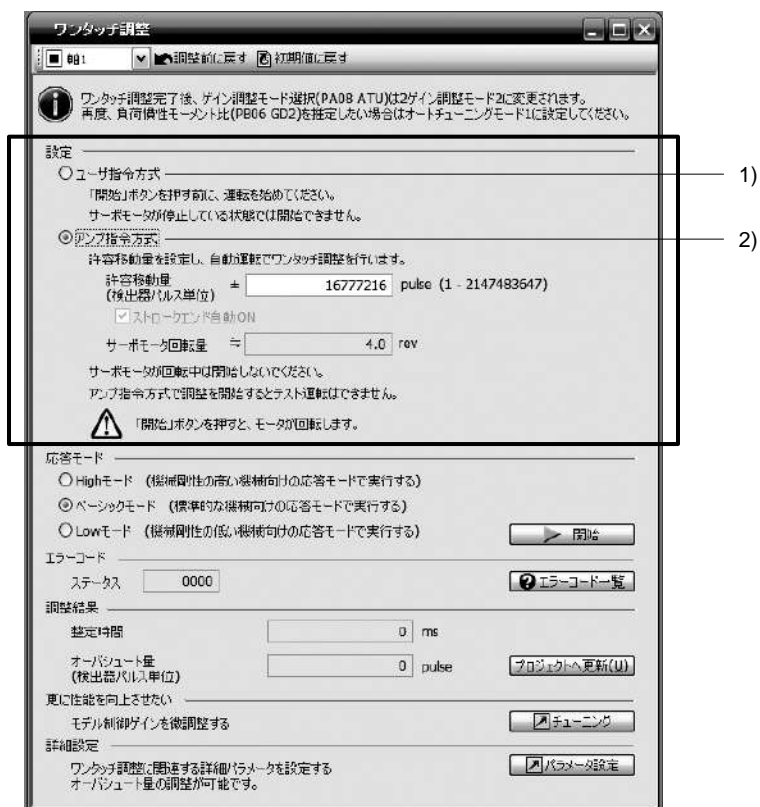 ワンタッチ調整
軸1 調整前に戻す 初期値に戻す
ワンタッチ調整完了後、ゲイン調整モード選択(PA08 ATU)は2ゲイン調整モード2に変更されます。
再度、負荷慣性モーメント比(PB06 GD2)を推定したい場合はオートチューニングモード1に設定してください。
設定
ユーザ指令方式
1)
「開始」ボタンを押す前に、運転を始めてください。
サーボモータが停止している状態では開始できません。
アンプ指令方式
2)
許容移動量を設定し、自動運転でワンタッチ調整を行います。
許容移動量
(検出器パルス単位)
± 16777216 pulse (1 - 2147483647)
ストロークエンド自動ON
サーボモータ回転量 ≒ 4.0 rev
サーボモータが回転中は開始しないでください。
アンプ指令方式で調整を開始するとテスト運転はできません。
「開始」ボタンを押すと、モータが回転します。
応答モード
Highモード (機械剛性の高い機械向けの応答モードで実行する)
ベーシックモード (標準的な機械向けの応答モードで実行する)
Lowモード (機械剛性の低い機械向けの応答モードで実行する)
開始
エラーコード
ステータス 0000
エラーコード一覧
調整結果
整定時間 0 ms
オーバシュート量
(検出器パルス単位)
0 pulse
プロジェクトへ更新(U)
更に性能を向上させたい
モデル制御ゲインを微調整する
チューニング
詳細設定
ワンタッチ調整に関連する詳細パラメータを設定する
オーバシュート量の調整が可能です。
パラメータ設定